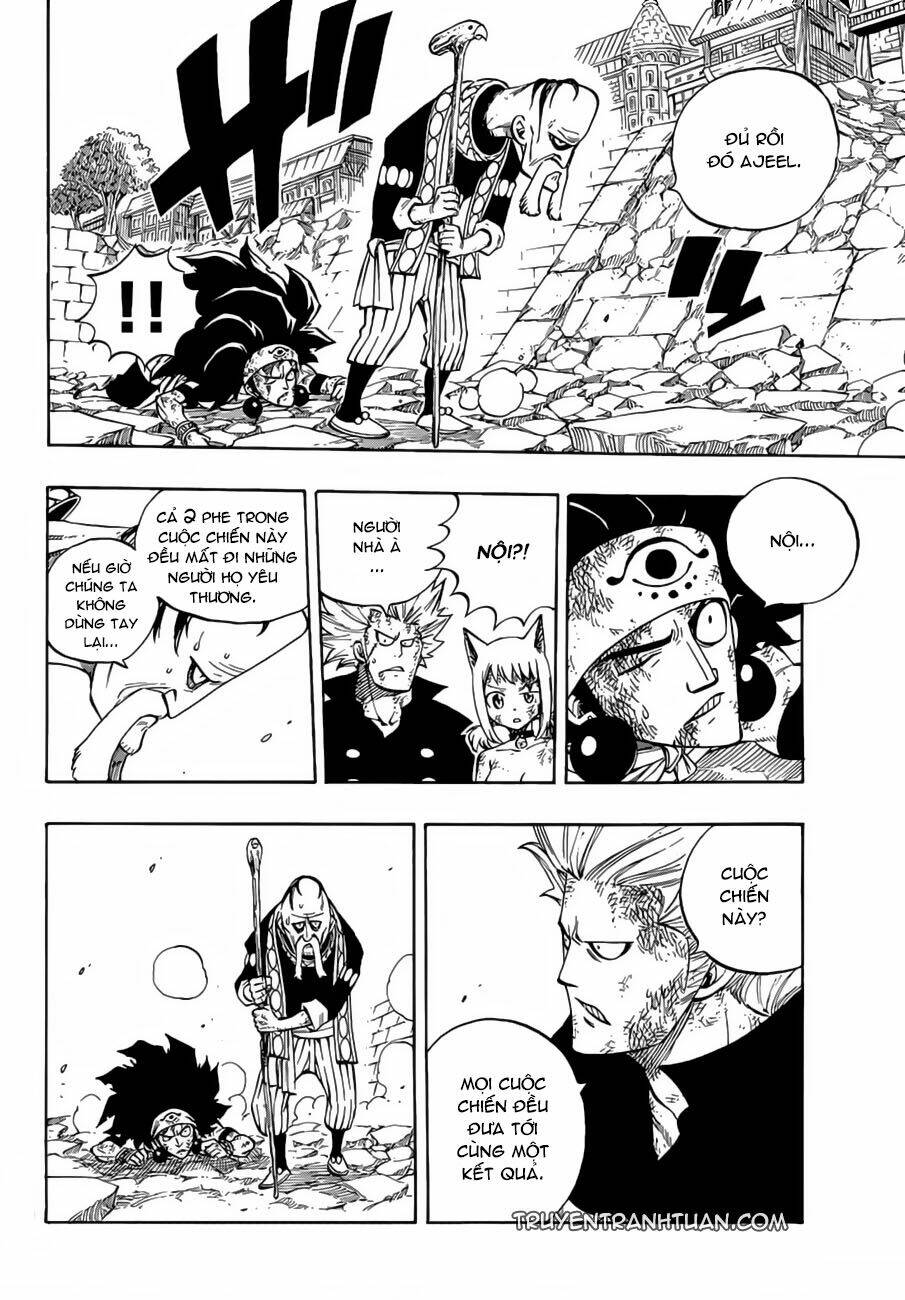 ĐỦ RỒI
ĐÓ AJEEL.
!!
NỘI...
NỘI?!
NGƯỜI
NHÀ À
...
CẢ 2 PHE TRONG
CUỘC CHIẾN NÀY
ĐỀU MẤT ĐI NHỮNG
NGƯỜI HỌ YÊU
THƯƠNG.
NẾU GIỜ
CHÚNG TA
KHÔNG
DỪNG TAY
LẠI...
CUỘC
CHIẾN
NÀY?
MỌI CUỘC
CHIẾN ĐỀU
ĐƯA TỚI
CÙNG MỘT
KẾT QUẢ.
TRUYENTRANHTUAN.COM